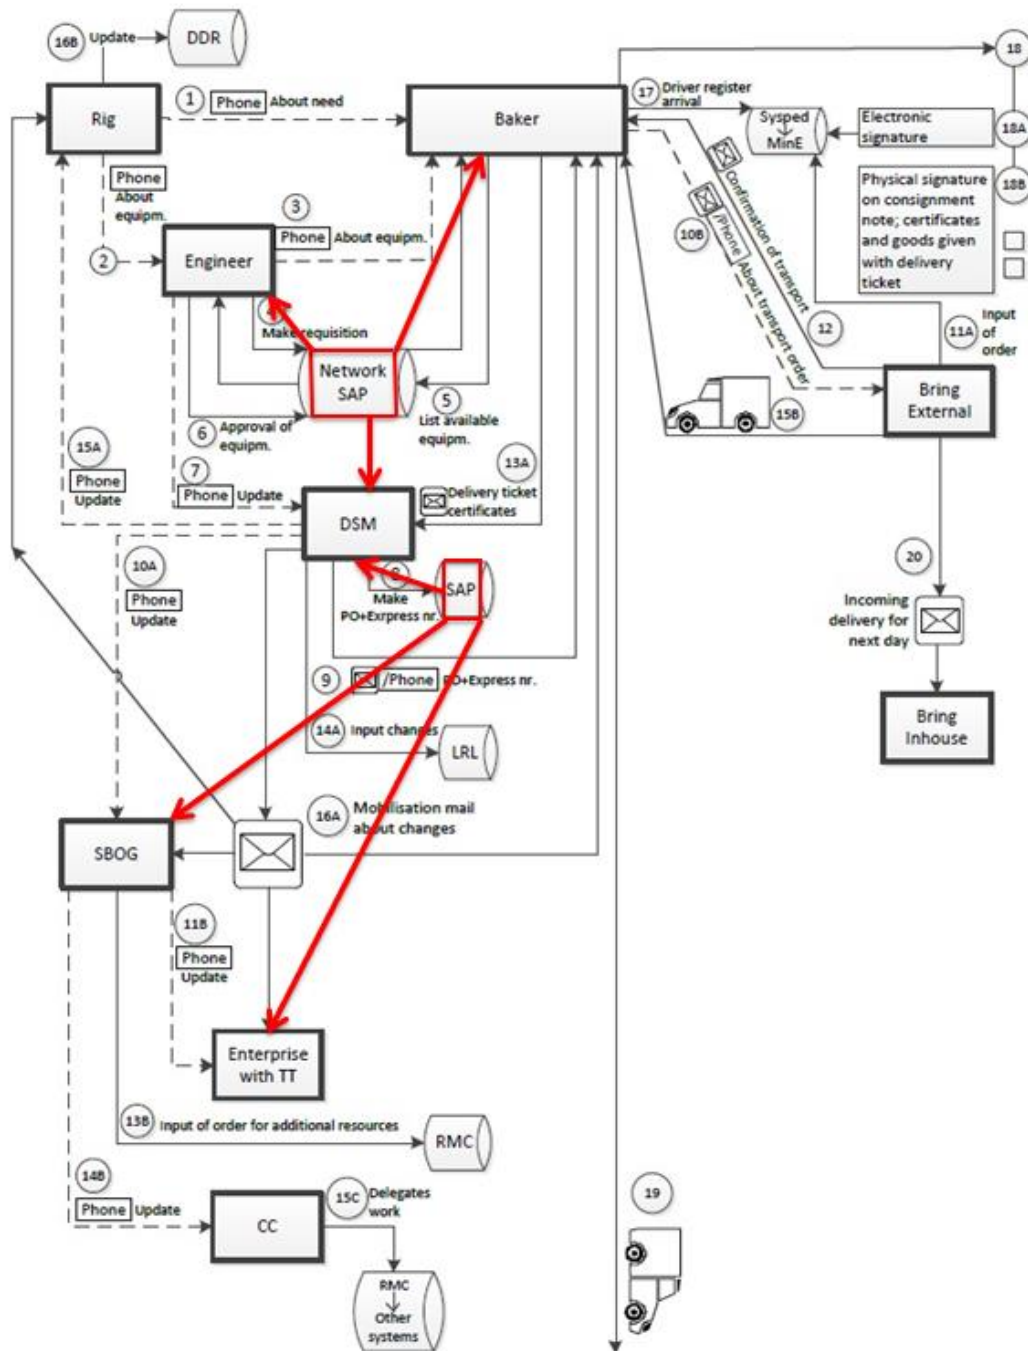 16B
Update
DDR
Rig
1
Phone
About need
Baker
17
Driver register
arrival
18
Sysped
MinE
Electronic
signature
18A
Phone
About
equipm.
2
3
Phone
About equipm.
Engineer
Confirmation of transport
10B
/Phone
About transport order
12
Physical signature
on consignment
note; certificates
and goods given
with delivery
ticket
18B
11A
Input
of
order
Make requisition
Network
SAP
5
List available
equipm.
6
Approval of
equipm.
15B
Bring
External
15A
Phone
Update
7
Phone
Update
13A
Delivery ticket
certificates
DSM
10A
Phone
Update
8
Make
PO+Exrpress nr.
SAP
9
/Phone
PO+Express nr.
14A
Input changes
LRL
20
Incoming
delivery for
next day
Bring
Inhouse
16A
Mobilisation mail
about changes
SBOG
11B
Phone
Update
Enterprise
with TT
13B
Input of order for additional resources
RMC
14B
Phone
Update
CC
15C
Delegates
work
RMC
Other
systems
19